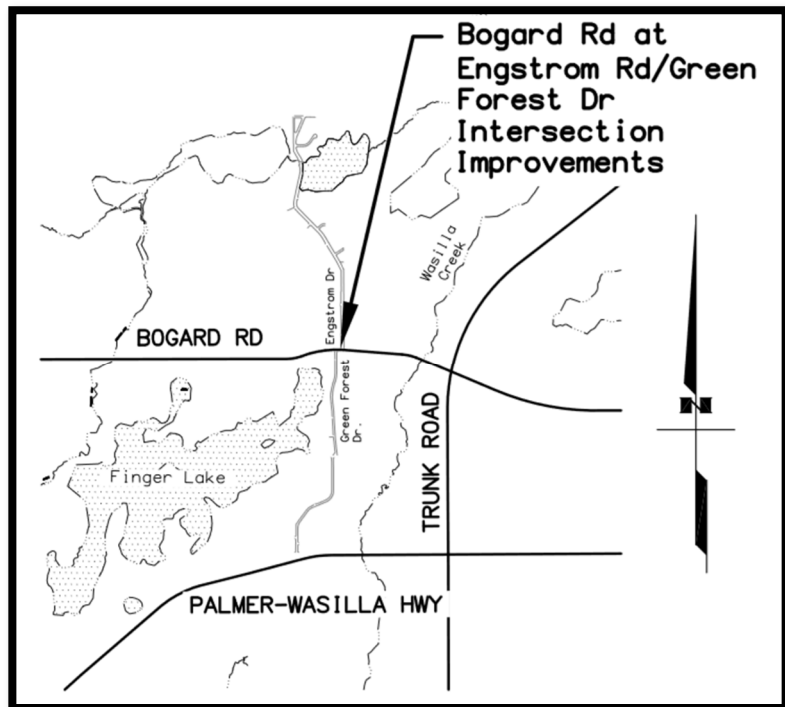 Bogard Rd at
Engstrom Rd/Green
Forest Dr
Intersection
Improvements
Wasilla
Creek
Engstrom Dr
BOGARD RD
Green Forest
Dr.
TRUNK ROAD
Finger Lake
PALMER-WASILLA HWY
N